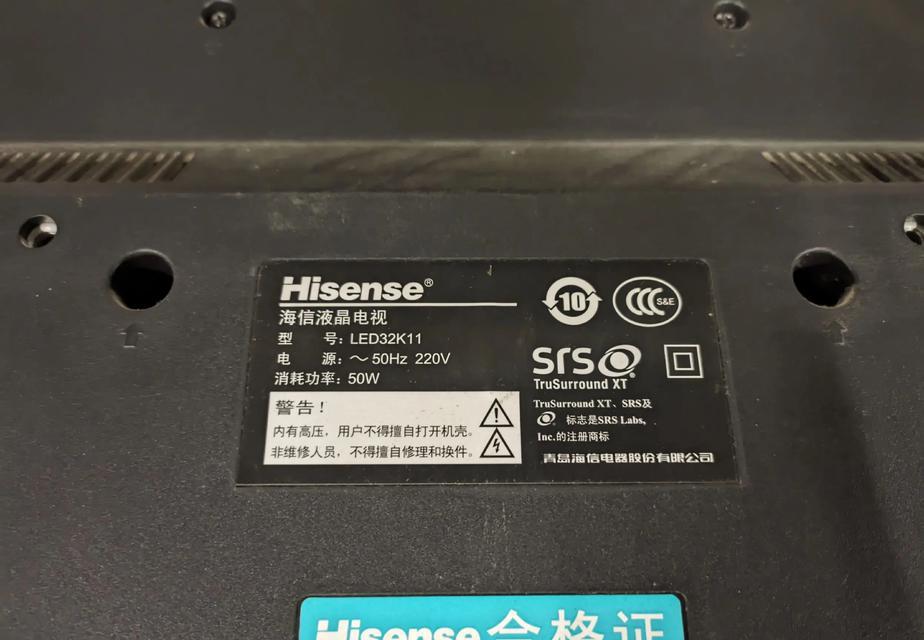 Hisense®
海信液晶电视
型 号: LED32K11
电 源: ～ 50Hz 220V
消耗功率: 50W
警告!
内有高压，用户不得擅自打开机壳。
非维修人员，不得擅自修理和换件。
10
CCC S&E
SRS®
TruSurround XT
TruSurround XT、SRS及
标志是SRS Labs,
Inc.的注册商标
青岛海信电器股份有限公司
Hisense合格证